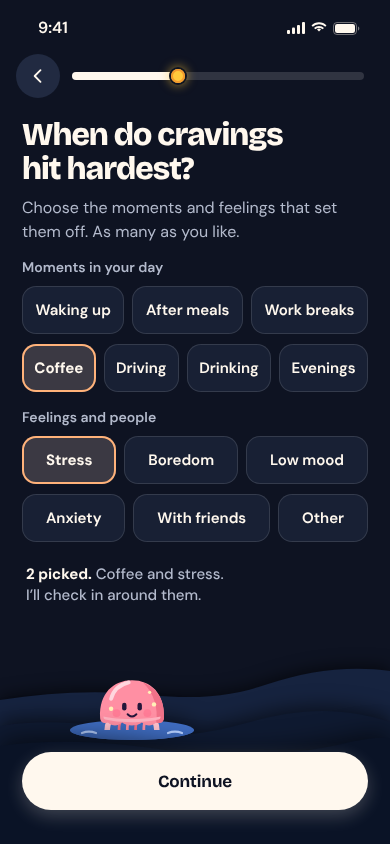 9:41
When do cravings
hit hardest?
Choose the moments and feelings that set
them off. As many as you like.
Moments in your day
Waking up After meals Work breaks
Coffee Driving Drinking Evenings
Feelings and people
Stress Boredom Low mood
Anxiety With friends Other
2 picked. Coffee and stress.
I’ll check in around them.
Continue